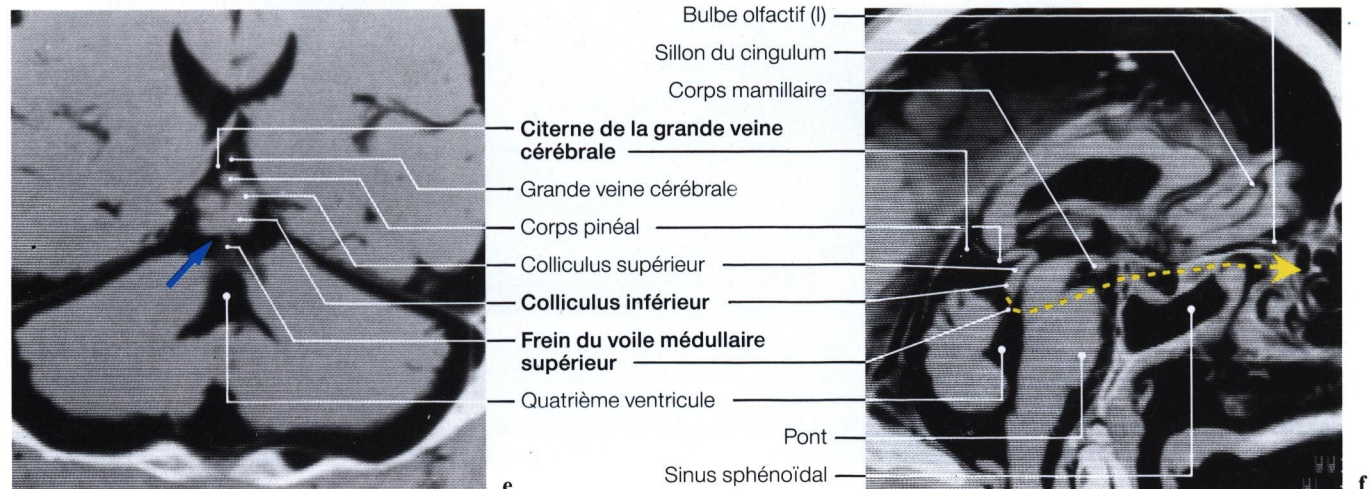 Bulbe olfactif (I)
Sillon du cingulum
Corps mamillaire
Citerne de la grande veine
cérébrale
Grande veine cérébrale
Corps pinéal
Colliculus supérieur
Colliculus inférieur
Frein du voile médullaire
supérieur
Quatrième ventricule
Pont
Sinus sphénoïdal
e
f